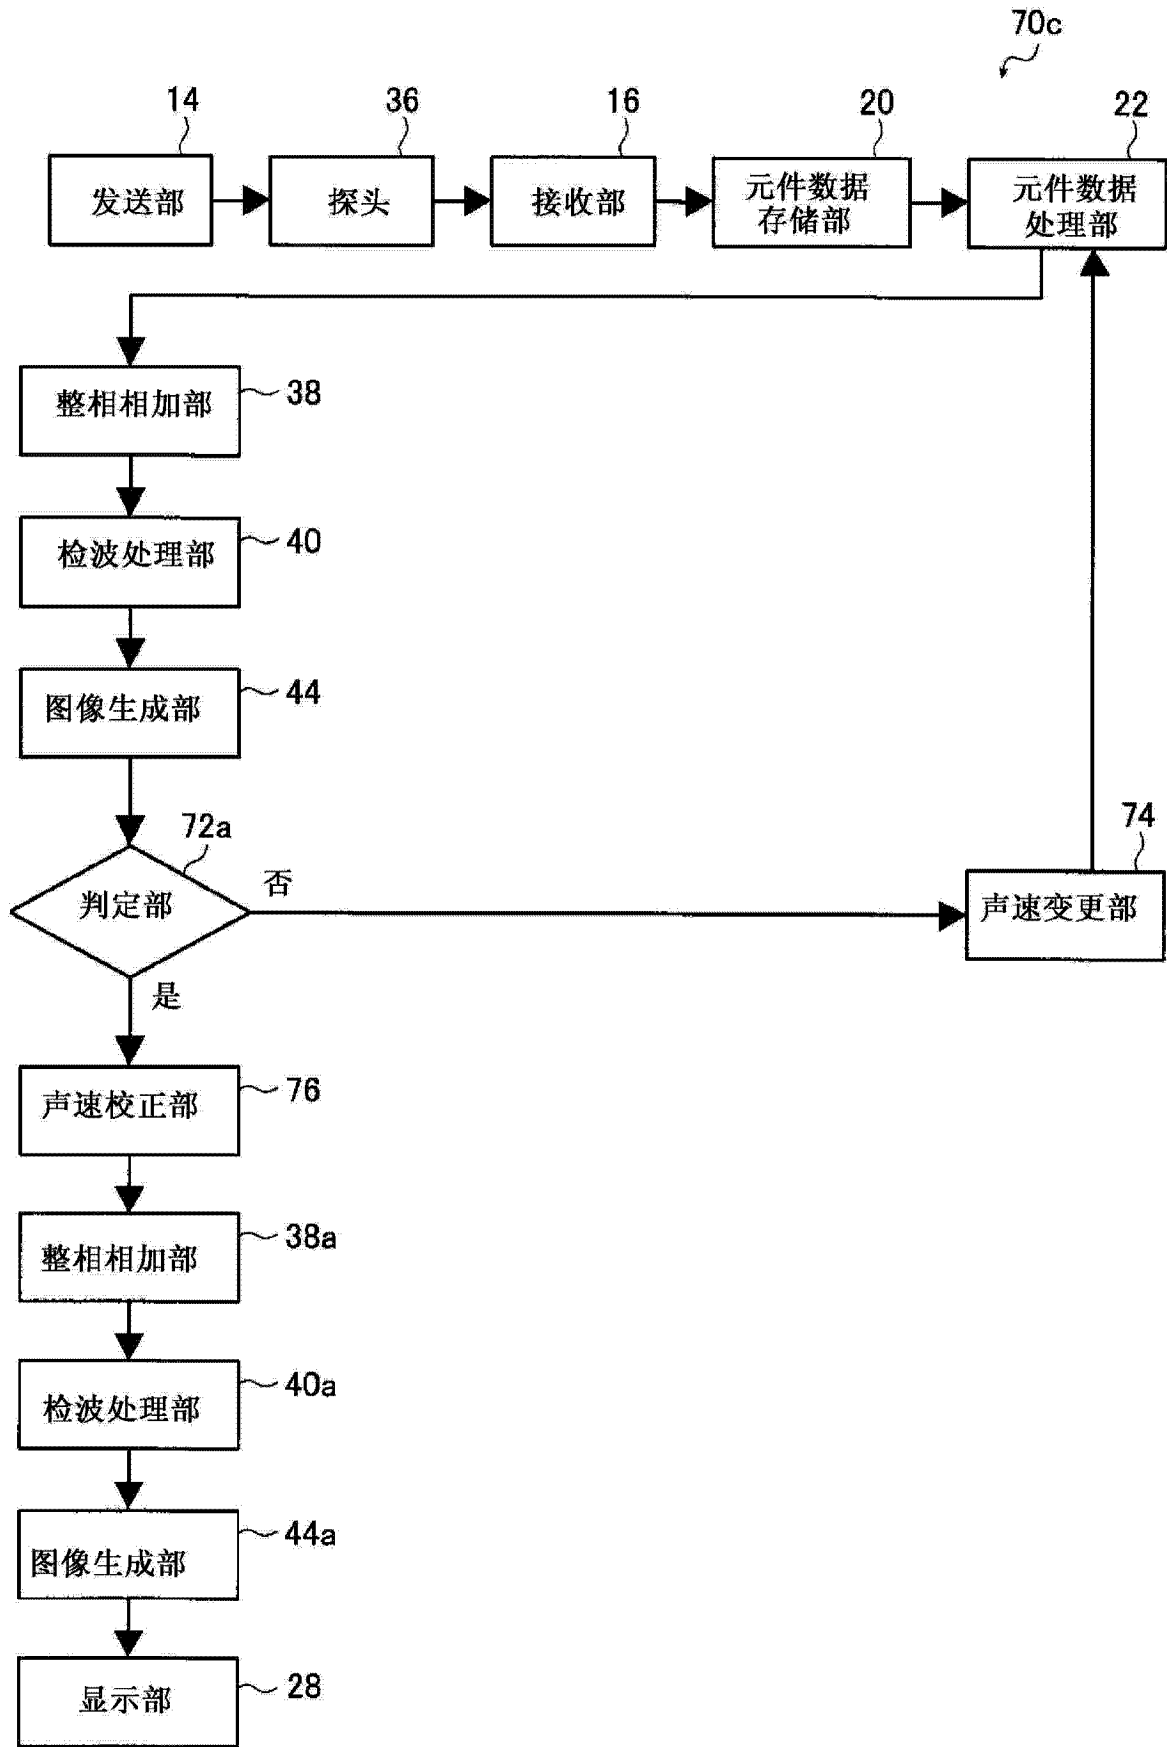 70c
14
36
16
20
22
发送部
探头
接收部
元件数据
存储部
元件数据
处理部
整相相加部
38
检波处理部
40
图像生成部
44
72a
判定部
否
74
声速变更部
是
声速校正部
76
整相相加部
38a
检波处理部
40a
图像生成部
44a
显示部
28